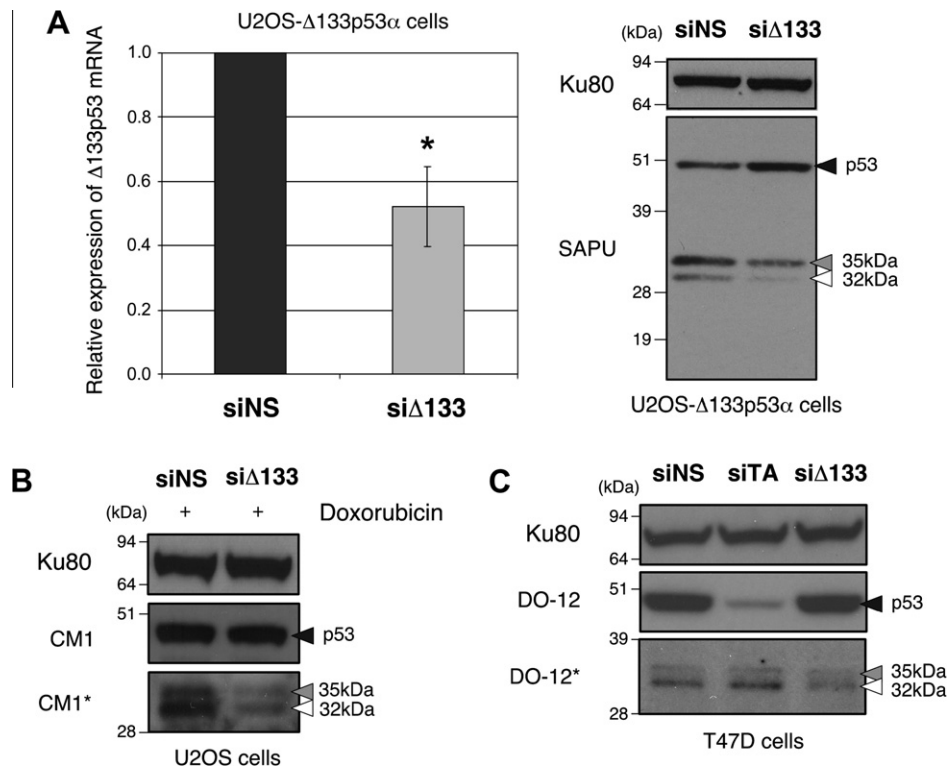 A
U2OS-Δ133p53α cells
Relative expression of Δ133p53 mRNA
1.0
0.8
0.6
0.4
0.2
0.0
*
siNS
siΔ133
(kDa)
siNS
siΔ133
94
Ku80
64
51
p53
39
SAPU
35kDa
32kDa
28
19
U2OS-Δ133p53α cells
B
siNS
siΔ133
(kDa)
+
+
Doxorubicin
94
Ku80
64
51
CM1
p53
CM1*
35kDa
32kDa
28
U2OS cells
C
siNS
siTA
siΔ133
(kDa)
94
Ku80
64
51
DO-12
p53
39
DO-12*
35kDa
32kDa
28
T47D cells